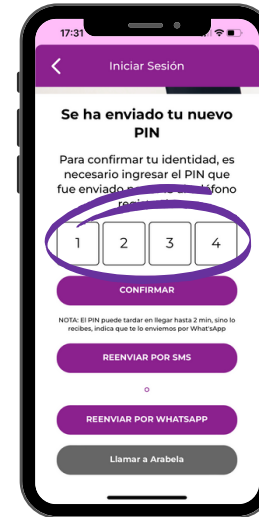 17:31
Iniciar Sesión
Se ha enviado tu nuevo
PIN
Para confirmar tu identidad, es
necesario ingresar el PIN que
fue enviado
1 2 3 4
CONFIRMAR
NOTA: El PIN puede tardar en llegar hasta 2 min, sino lo
recibes, indica que te lo enviemos por What'sApp
REENVIAR POR SMS
o
REENVIAR POR WHATSAPP
Llamar a Arabela